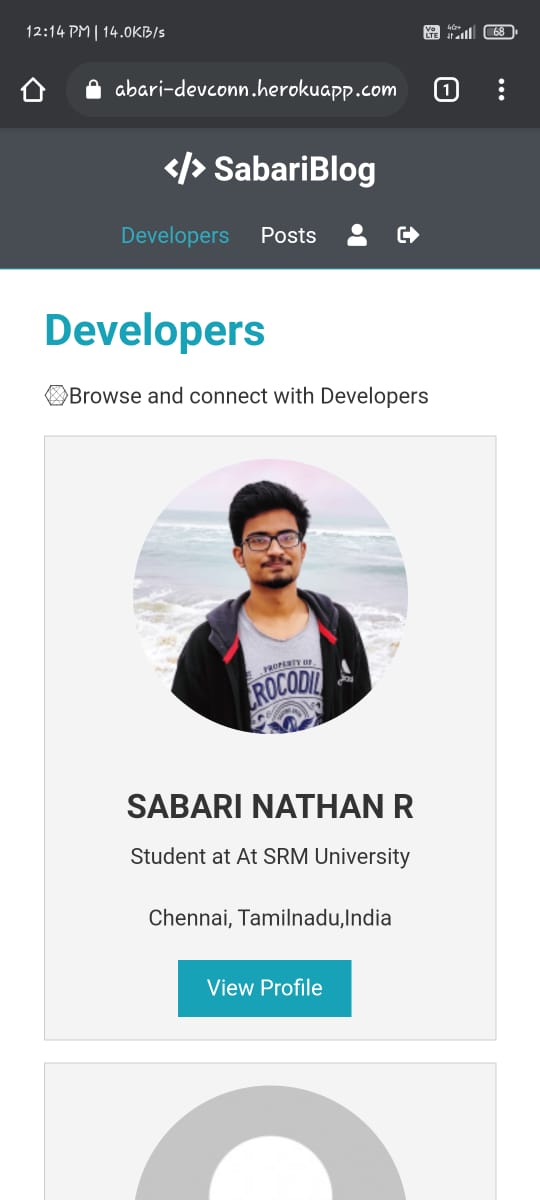 12:14 PM | 14.0KB/s
Vo LTE 4G+ 68
abari-devconn.herokuapp.com 1
</> SabariBlog
Developers Posts
Developers
Browse and connect with Developers
PROPERTY OF
CROCODIL
SABARI NATHAN R
Student at At SRM University
Chennai, Tamilnadu,India
View Profile